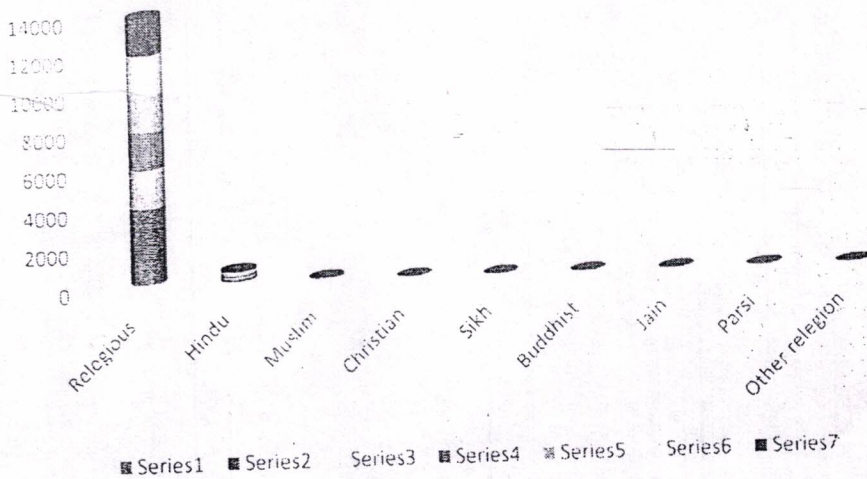 14000
12000
10000
8000
6000
4000
2000
0
Relegious
Hindu
Muslim
Christian
Sikh
Buddhist
Jain
Parsi
Other relegion
Series1 Series2 Series3 Series4 Series5 Series6 Series7